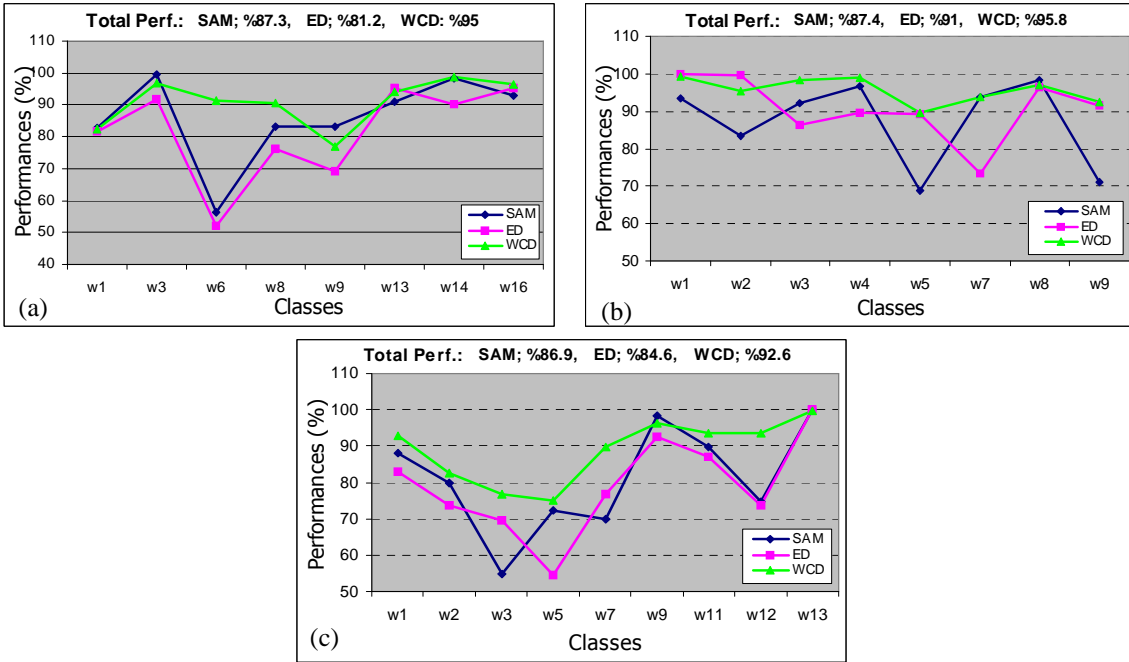 Total Perf.: SAM; %87.3, ED; %81.2, WCD: %95
Performances (%)
110
100
90
80
70
60
50
40
SAM
ED
WCD
w1 w3 w6 w8 w9 w13 w14 w16
(a)
Classes
Total Perf.: SAM; %87.4, ED; %91, WCD; %95.8
Performances (%)
110
100
90
80
70
60
50
SAM
ED
WCD
w1 w2 w3 w4 w5 w7 w8 w9
(b)
Classes
Total Perf.: SAM; %86.9, ED; %84.6, WCD; %92.6
Performances (%)
110
100
90
80
70
60
50
SAM
ED
WCD
w1 w2 w3 w5 w7 w9 w11 w12 w13
(c)
Classes